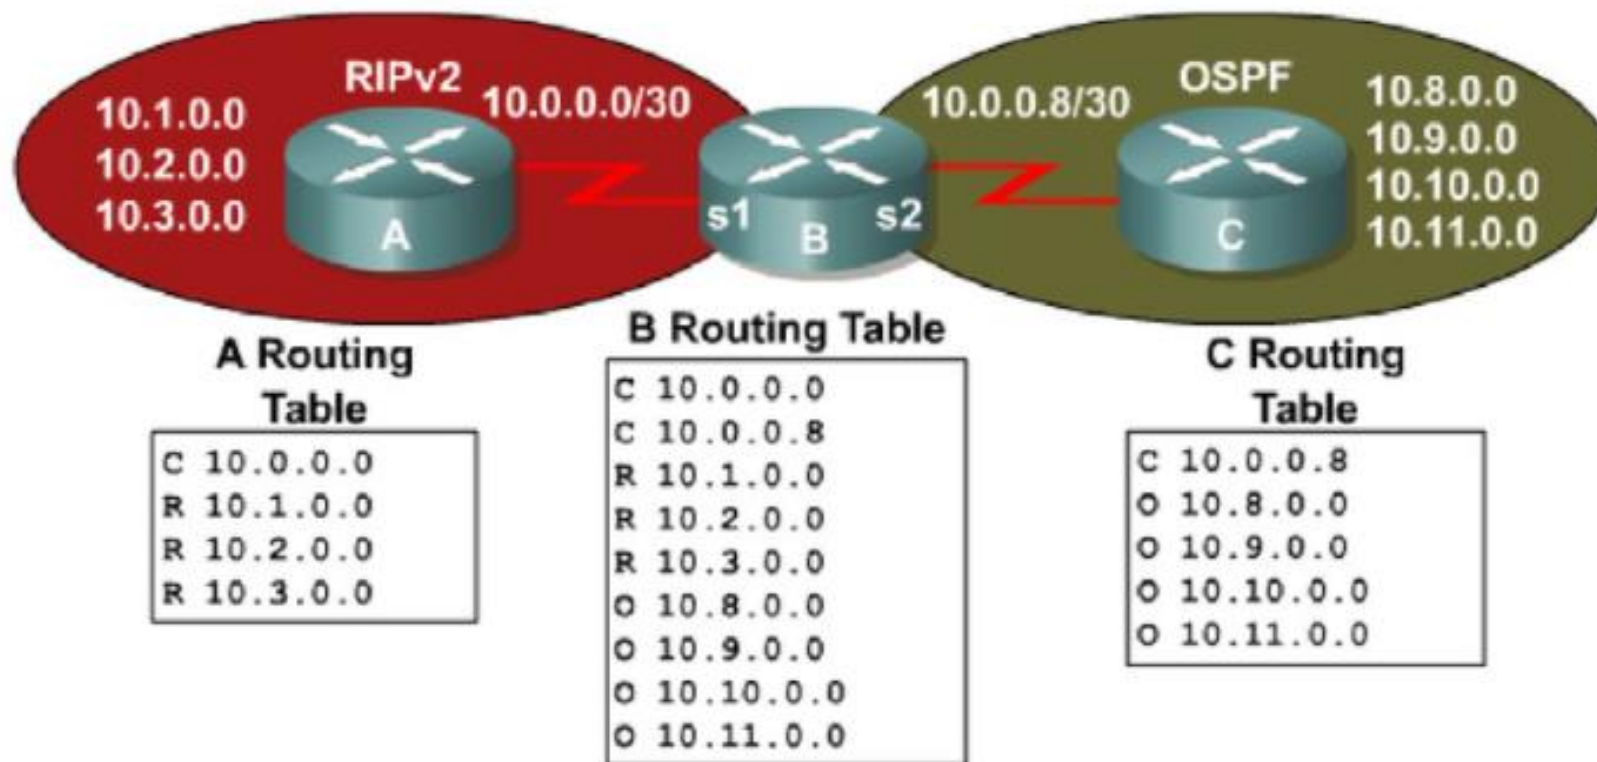 RIPv2
10.1.0.0
10.2.0.0
10.3.0.0
10.0.0.0/30
A
s1
B
s2
10.0.0.8/30
OSPF
C
10.8.0.0
10.9.0.0
10.10.0.0
10.11.0.0
A Routing
Table
C 10.0.0.0
R 10.1.0.0
R 10.2.0.0
R 10.3.0.0
B Routing Table
C 10.0.0.0
C 10.0.0.8
R 10.1.0.0
R 10.2.0.0
R 10.3.0.0
O 10.8.0.0
O 10.9.0.0
O 10.10.0.0
O 10.11.0.0
C Routing
Table
C 10.0.0.8
O 10.8.0.0
O 10.9.0.0
O 10.10.0.0
O 10.11.0.0